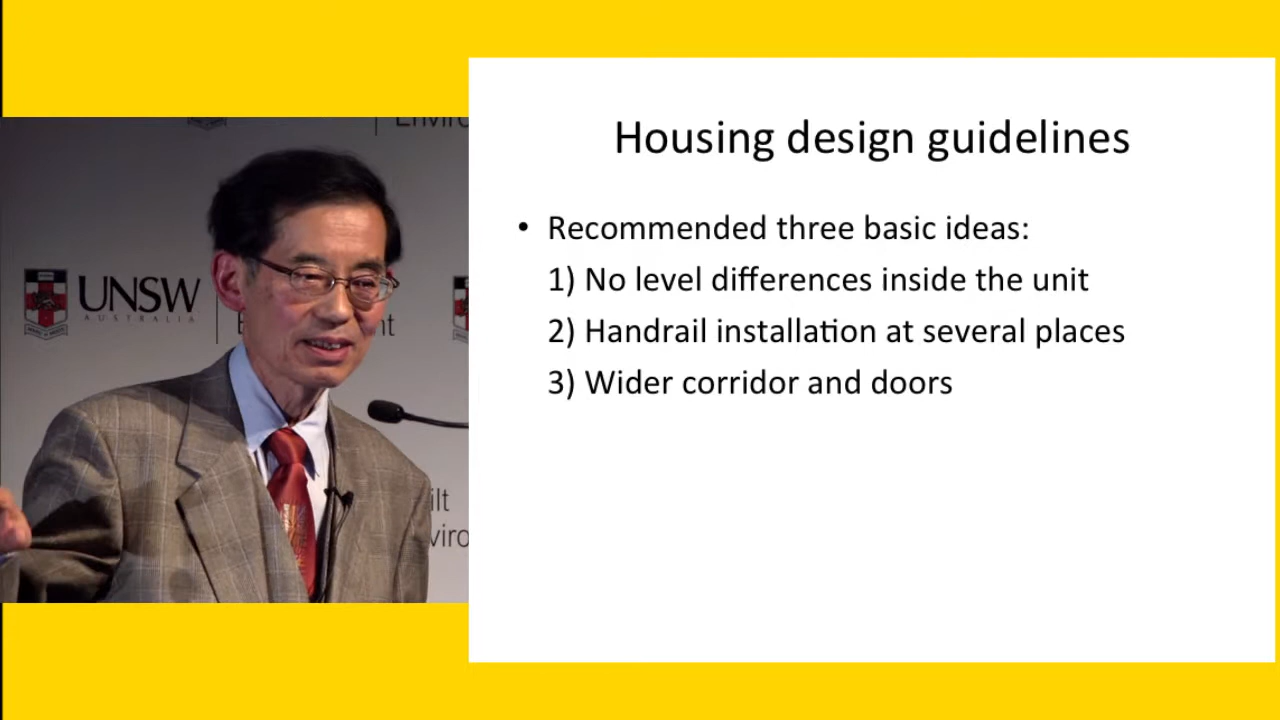 Housing design guidelines
• Recommended three basic ideas:
1) No level differences inside the unit
2) Handrail installation at several places
3) Wider corridor and doors
UNSW
AUSTRALIA